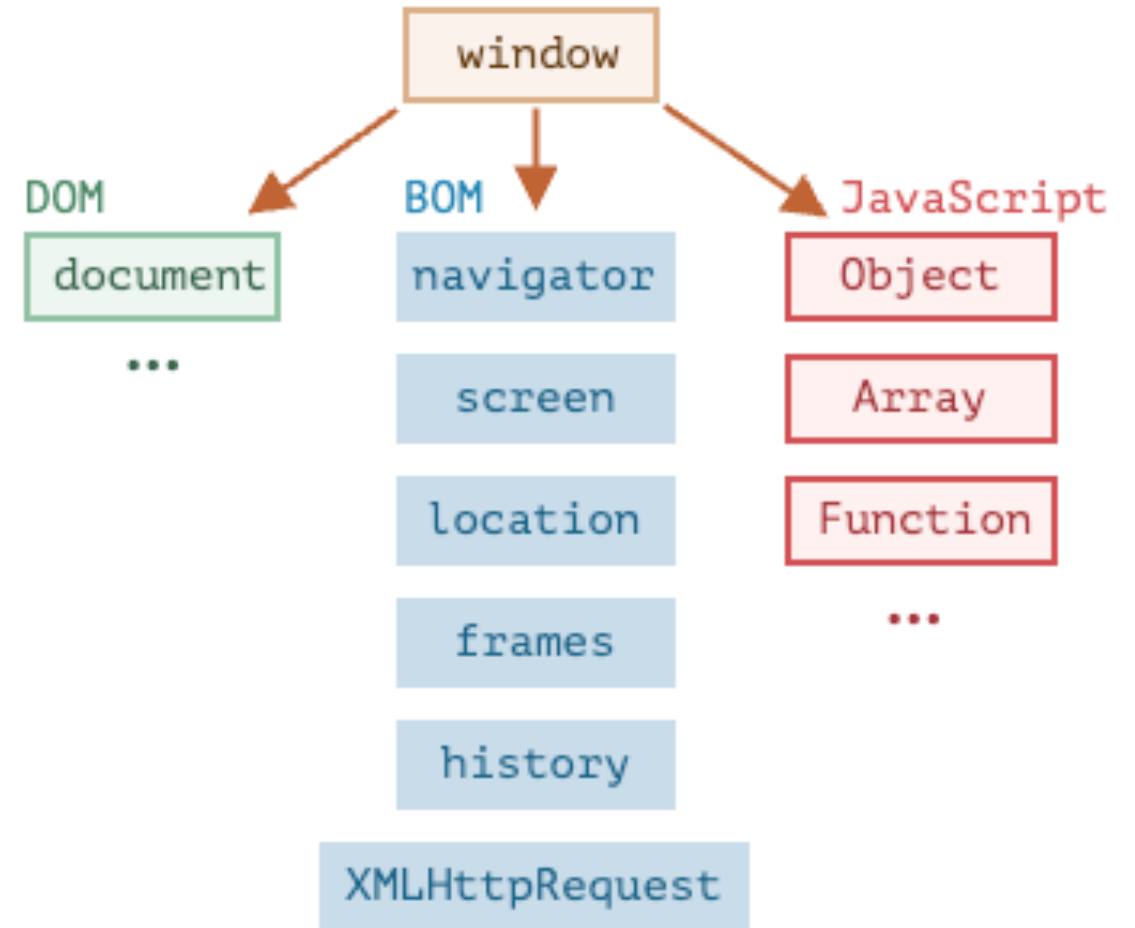 window
DOM
document
...
BOM
navigator
screen
location
frames
history
XMLHttpRequest
JavaScript
Object
Array
Function
...